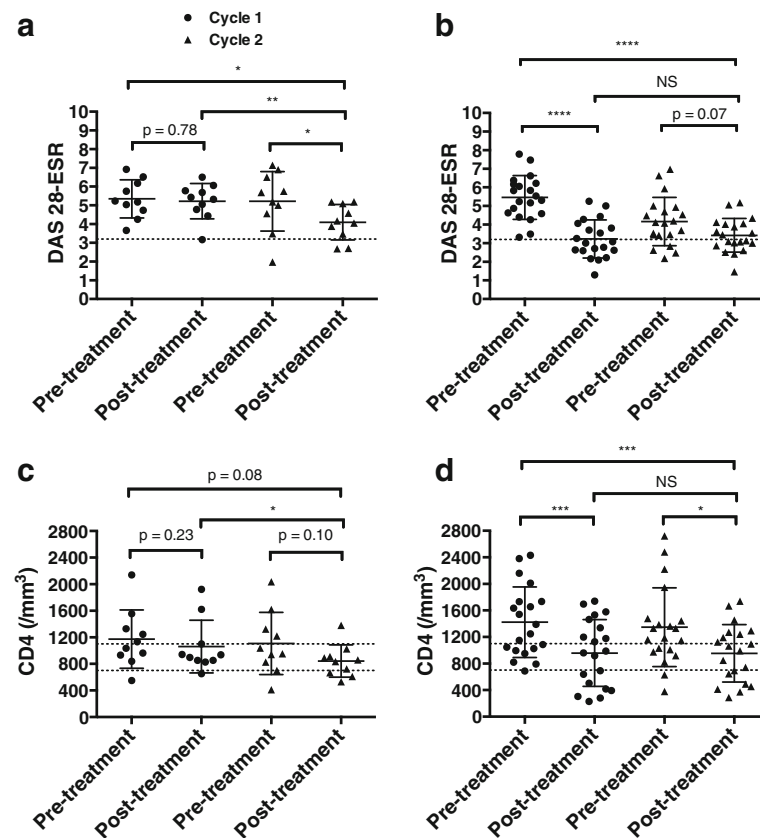 a
Cycle 1
Cycle 2
*
**
p = 0.78
*
DAS 28-ESR
10
9
8
7
6
5
4
3
2
1
0
Pre-treatment
Post-treatment
Pre-treatment
Post-treatment
b
****
NS
****
p = 0.07
DAS 28-ESR
10
9
8
7
6
5
4
3
2
1
0
Pre-treatment
Post-treatment
Pre-treatment
Post-treatment
c
p = 0.08
*
p = 0.23
p = 0.10
CD4 (/mm³)
2800
2400
2000
1600
1200
800
400
0
Pre-treatment
Post-treatment
Pre-treatment
Post-treatment
d
***
NS
***
*
CD4 (/mm³)
2800
2400
2000
1600
1200
800
400
0
Pre-treatment
Post-treatment
Pre-treatment
Post-treatment